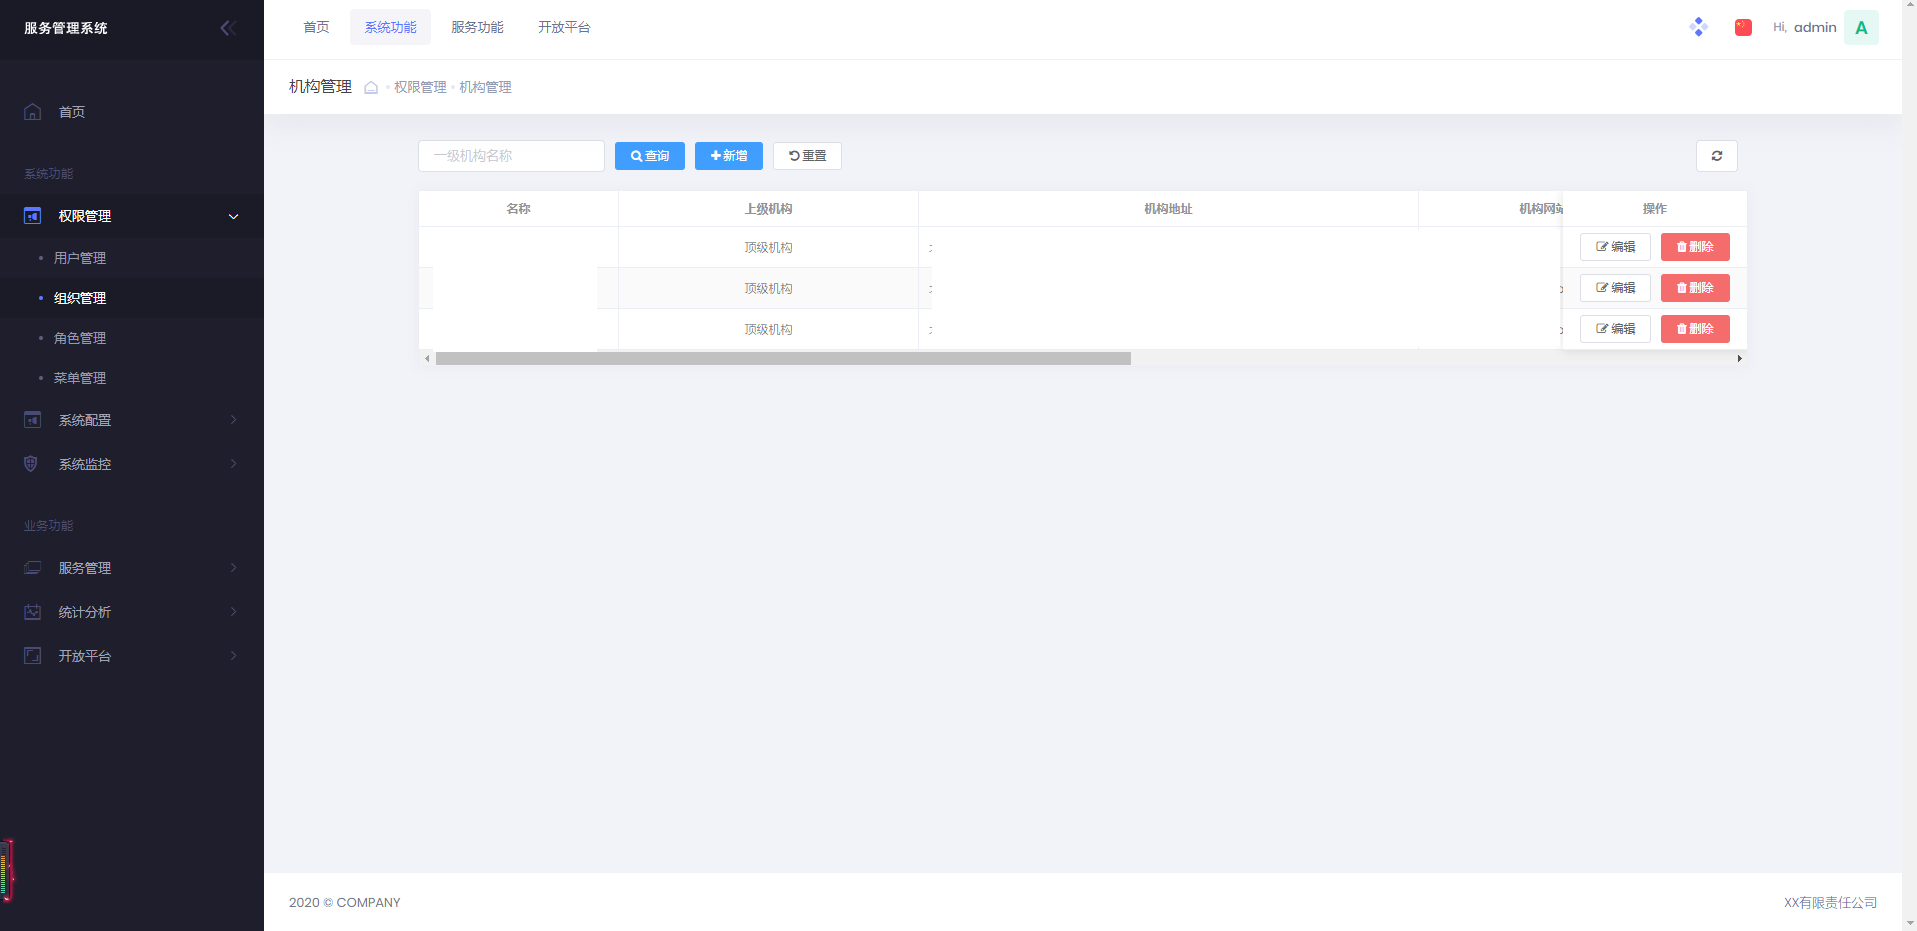 服务管理系统
首页 系统功能 服务功能 开放平台
Hi, admin A
机构管理 权限管理 机构管理
首页
系统功能
权限管理
用户管理
组织管理
角色管理
菜单管理
系统配置
系统监控
业务功能
服务管理
统计分析
开放平台
一级机构名称 查询 新增 重置
名称 上级机构 机构地址 机构网 操作
顶级机构 编辑 删除
顶级机构 编辑 删除
顶级机构 编辑 删除
2020 © COMPANY XX有限责任公司